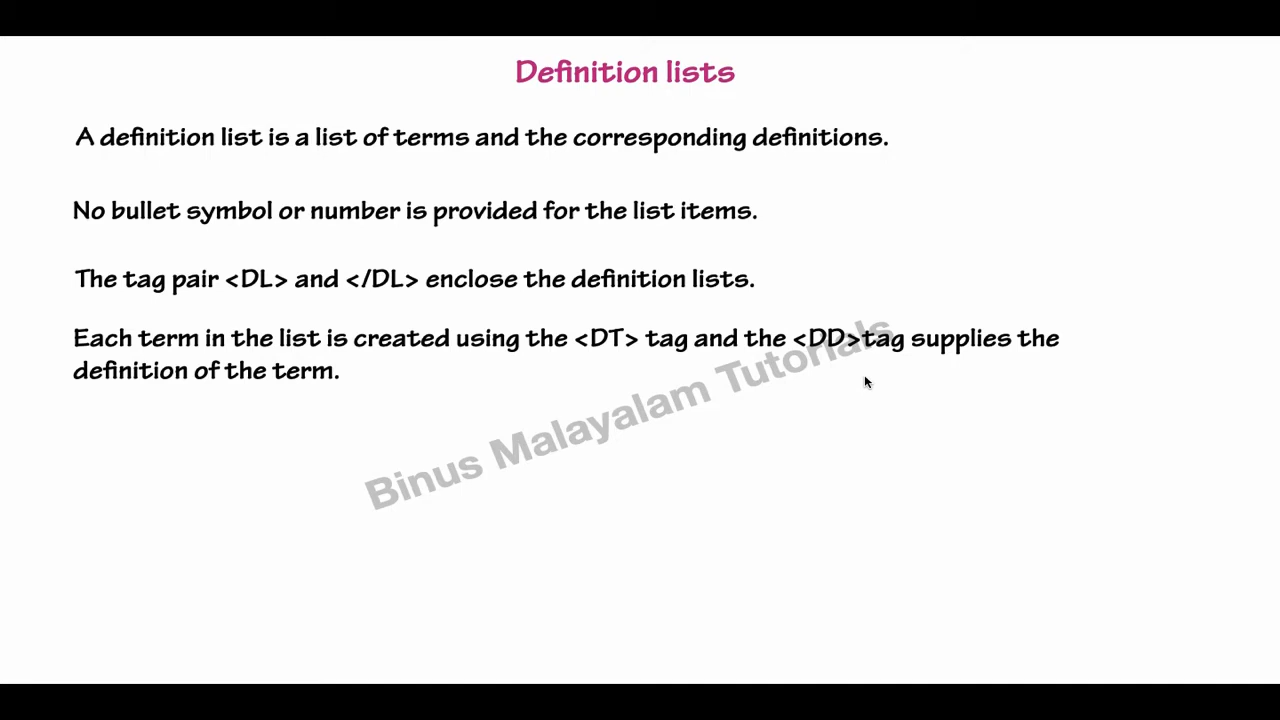 Definition lists
A definition list is a list of terms and the corresponding definitions.
No bullet symbol or number is provided for the list items.
The tag pair <DL> and </DL> enclose the definition lists.
Each term in the list is created using the <DT> tag and the <DD>tag supplies the
definition of the term.
Binus Malayalam Tutorials